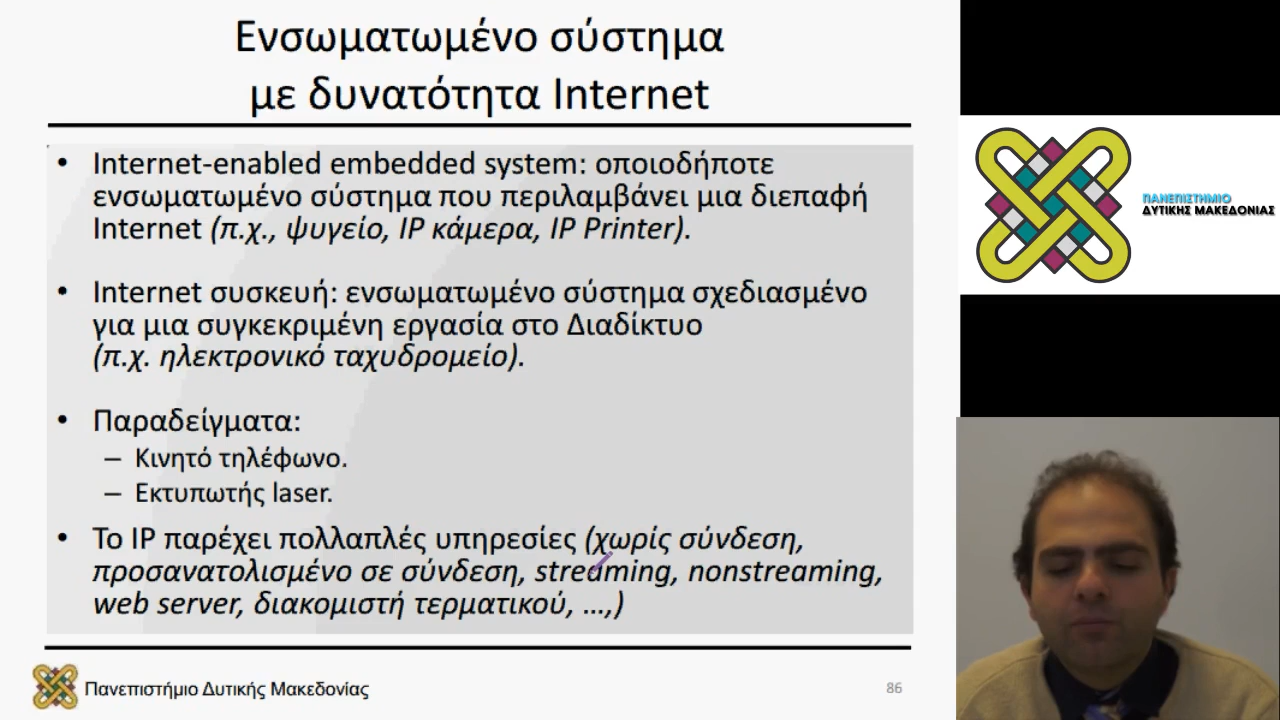 Ενσωματωμένο σύστημα
με δυνατότητα Internet
• Internet-enabled embedded system: οποιοδήποτε
ενσωματωμένο σύστημα που περιλαμβάνει μια διεπαφή
Internet (π.χ., ψυγείο, IP κάμερα, IP Printer).
• Internet συσκευή: ενσωματωμένο σύστημα σχεδιασμένο
για μια συγκεκριμένη εργασία στο Διαδίκτυο
(π.χ. ηλεκτρονικό ταχυδρομείο).
• Παραδείγματα:
– Κινητό τηλέφωνο.
– Εκτυπωτής laser.
• Το IP παρέχει πολλαπλές υπηρεσίες (χωρίς σύνδεση,
προσανατολισμένο σε σύνδεση, streaming, nonstreaming,
web server, διακομιστή τερματικού, …,)
Πανεπιστήμιο Δυτικής Μακεδονίας
86
ΠΑΝΕΠΙΣΤΗΜΙΟ
ΔΥΤΙΚΗΣ ΜΑΚΕΔΟΝΙΑΣ